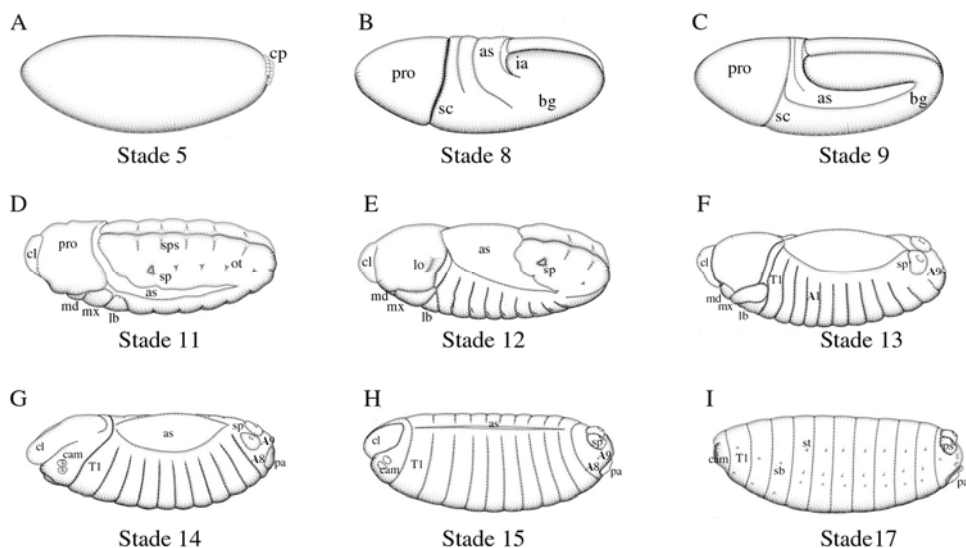 A
cp
Stade 5
B
pro
sc
as
ia
bg
Stade 8
C
pro
sc
as
bg
Stade 9
D
cl
pro
sps
sp
ot
as
md
mx
lb
Stade 11
E
cl
lo
as
sp
md
mx
lb
Stade 12
F
cl
T1
A1
sp
A9
md
mx
lb
Stade 13
G
cl
cam
T1
as
sp
A9
A8
pa
Stade 14
H
cl
cam
T1
as
sp
A9
A8
pa
Stade 15
I
cam
T1
sb
st
ps
pa
Stade17